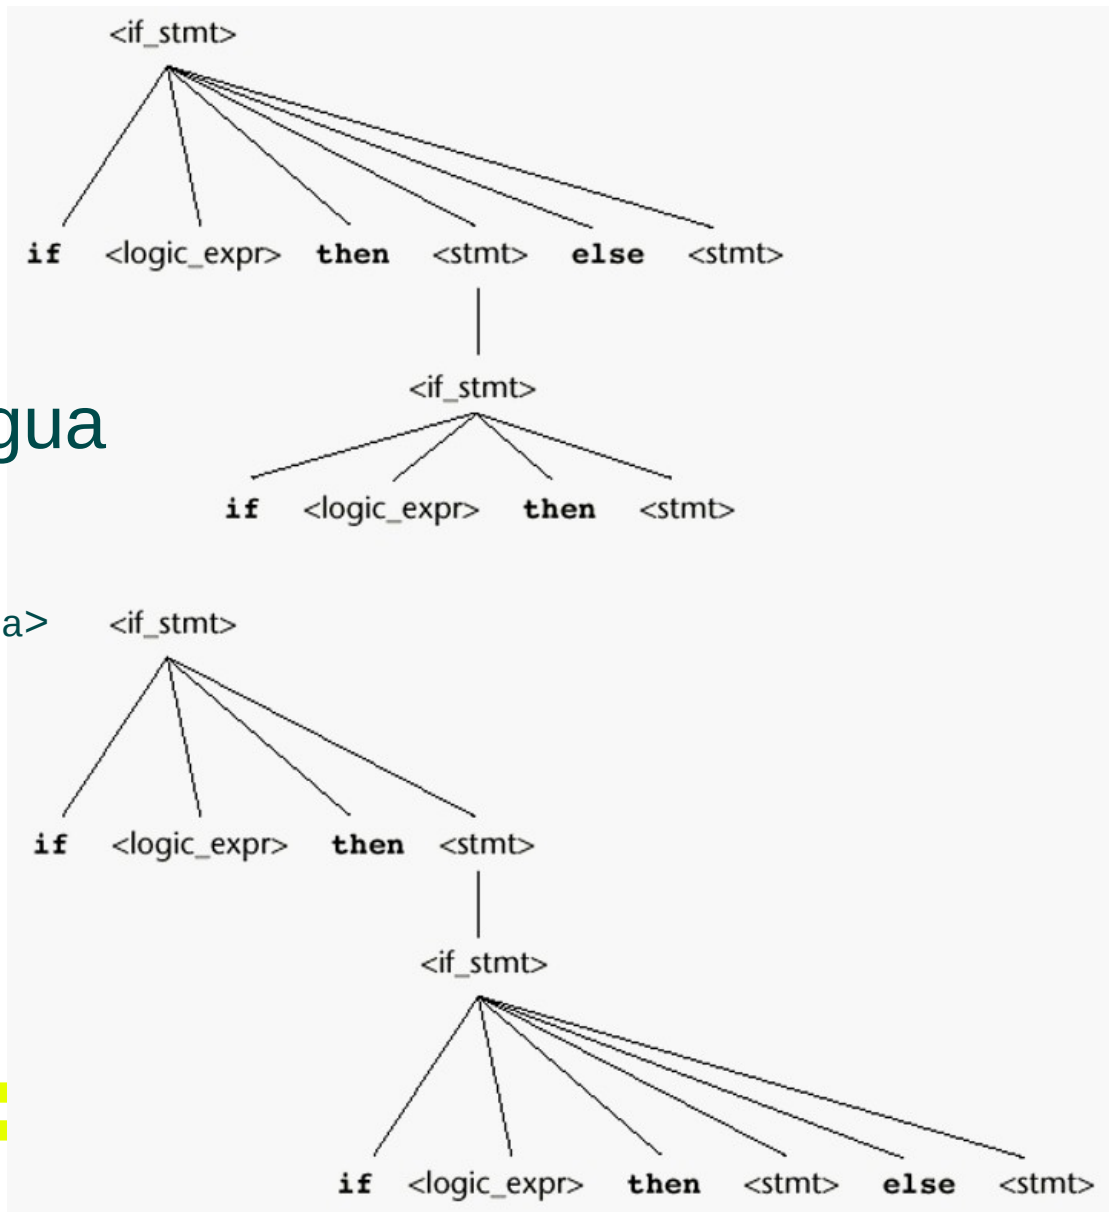 <if_stmt>
if <logic_expr> then <stmt> else <stmt>
<if_stmt>
gua
if <logic_expr> then <stmt>
a> <if_stmt>
if <logic_expr> then <stmt>
<if_stmt>
if <logic_expr> then <stmt> else <stmt>